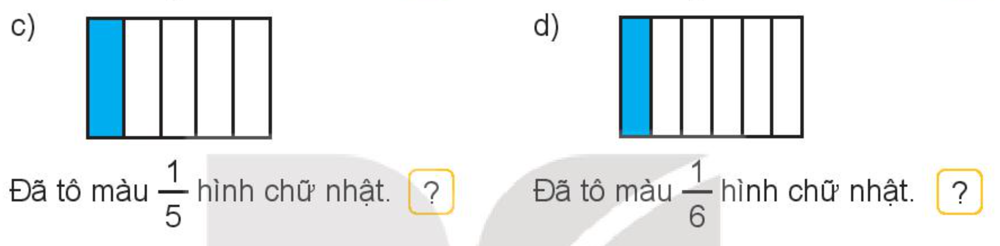 c)
d)
Đã tô màu 1/5 hình chữ nhật. ?
Đã tô màu 1/6 hình chữ nhật. ?